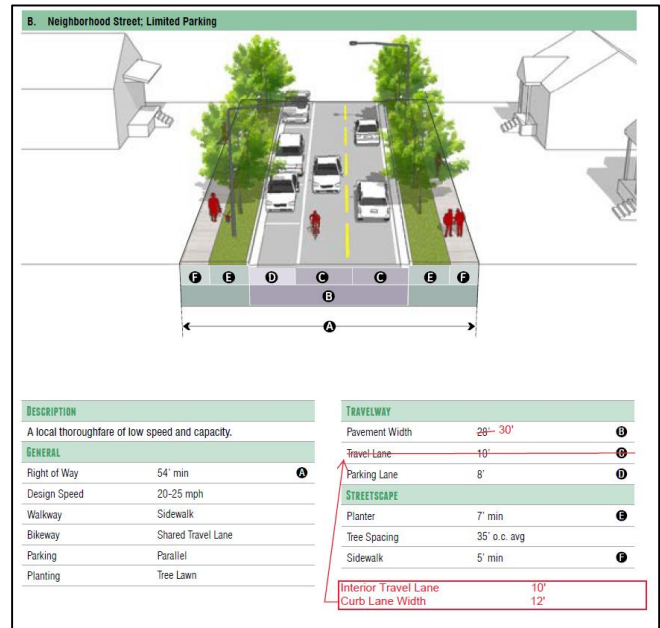 B. Neighborhood Street; Limited Parking
F E D C C E F
B
A
DESCRIPTION
A local thoroughfare of low speed and capacity.
GENERAL
Right of Way 54' min A
Design Speed 20-25 mph
Walkway Sidewalk
Bikeway Shared Travel Lane
Parking Parallel
Planting Tree Lawn
TRAVELWAY
Pavement Width 28' 30' B
Travel Lane 10' C
Parking Lane 8' D
STREETSCAPE
Planter 7' min E
Tree Spacing 35' o.c. avg
Sidewalk 5' min F
Interior Travel Lane 10'
Curb Lane Width 12'